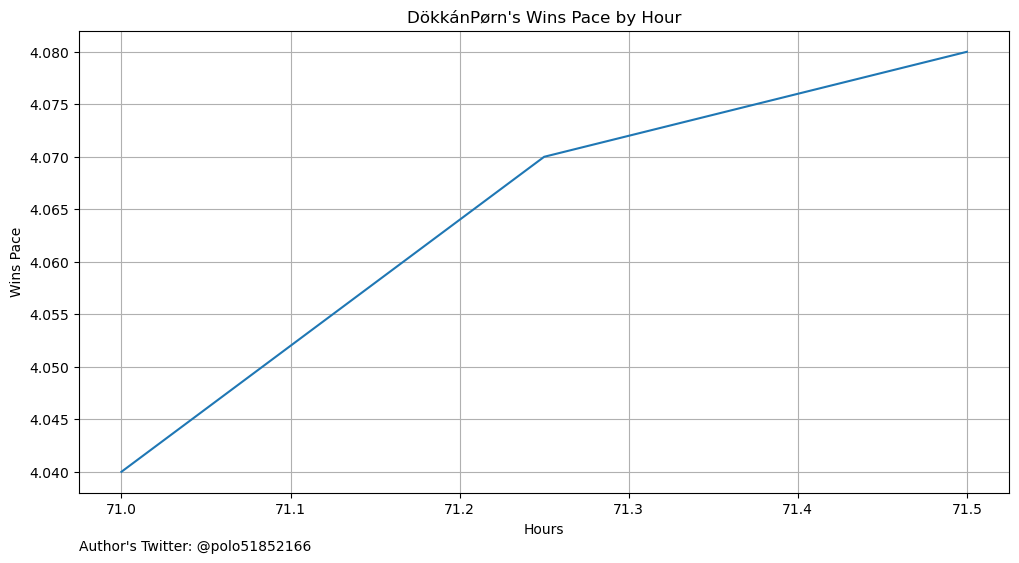 DökkánPørn's Wins Pace by Hour
4.080
4.075
4.070
4.065
4.060
4.055
4.050
4.045
4.040
Wins Pace
71.0 71.1 71.2 71.3 71.4 71.5
Hours
Author's Twitter: @polo51852166